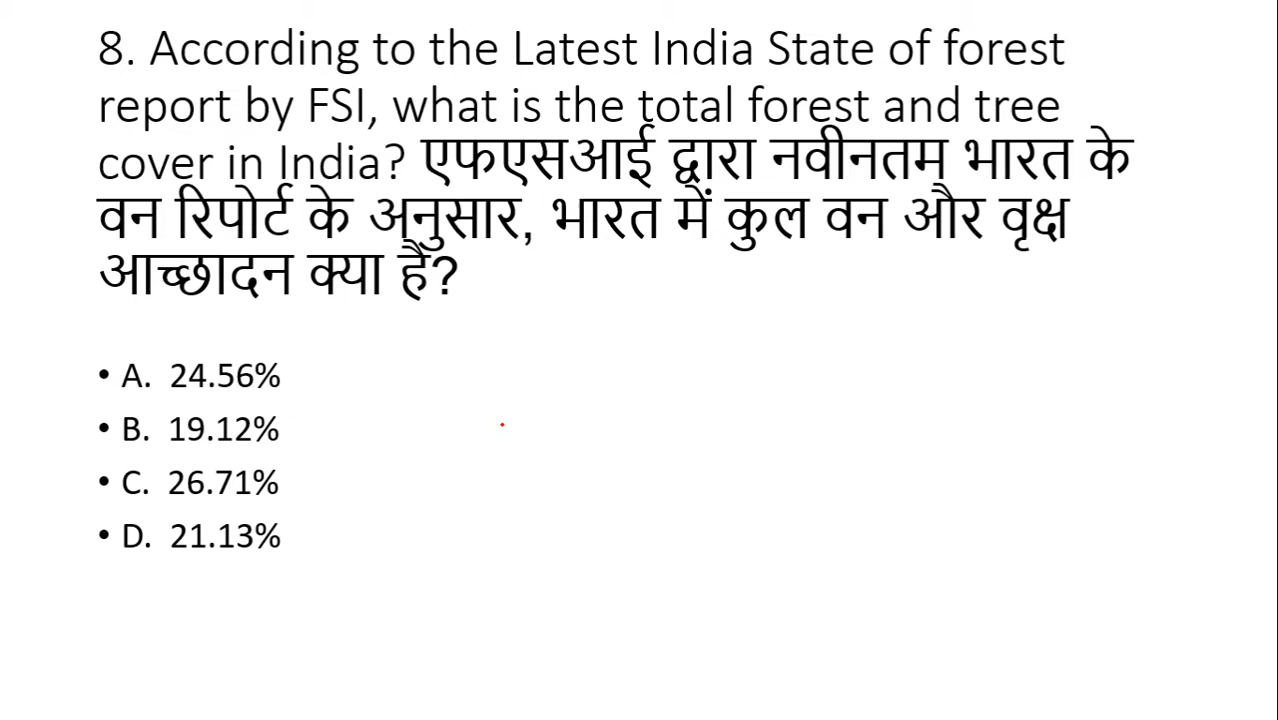 8. According to the Latest India State of forest
report by FSI, what is the total forest and tree
cover in India? एफएसआई द्वारा नवीनतम भारत के
वन रिपोर्ट के अनुसार, भारत में कुल वन और वृक्ष
आच्छादन क्या है?
• A. 24.56%
• B. 19.12%
• C. 26.71%
• D. 21.13%